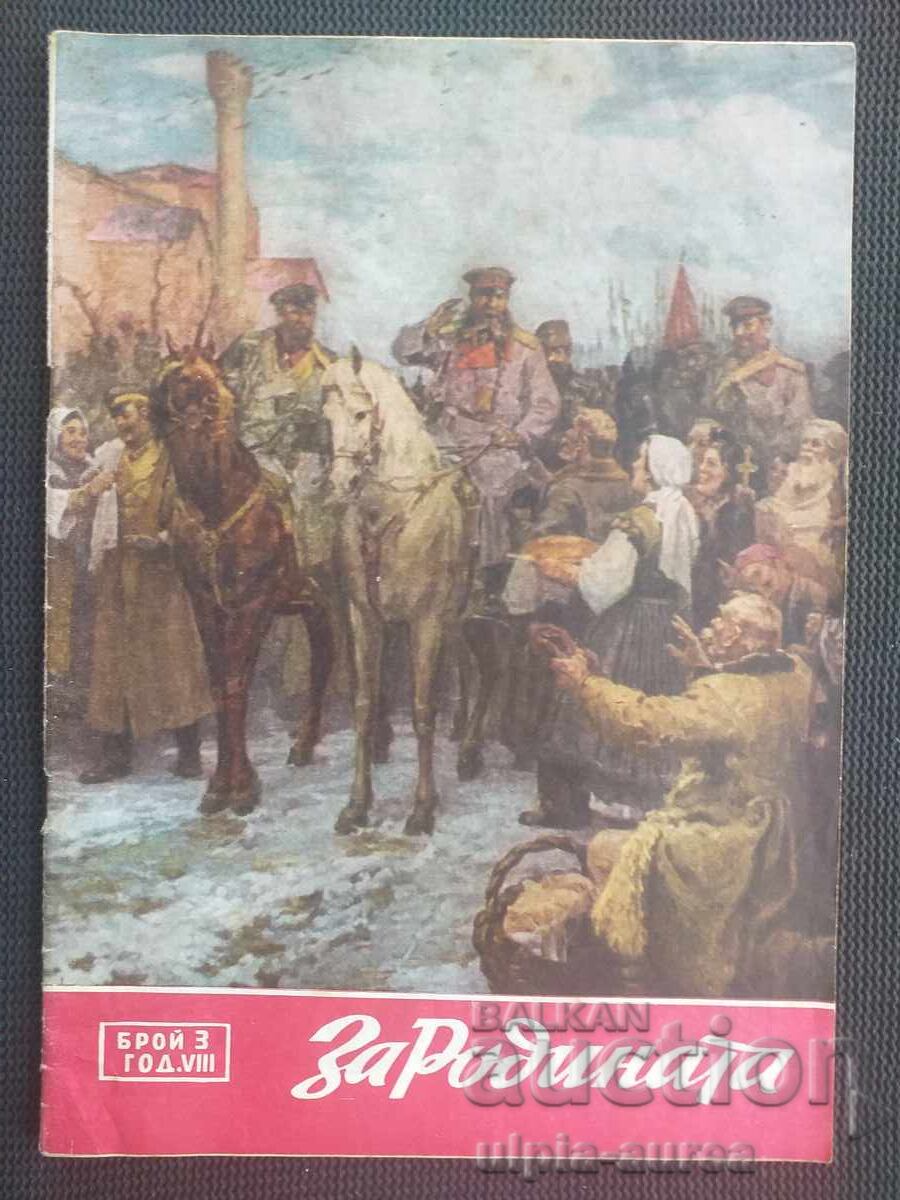 БРОЙ 3
ГОД. VIII
За Родината
BALKAN
auction
ulpia-aurea